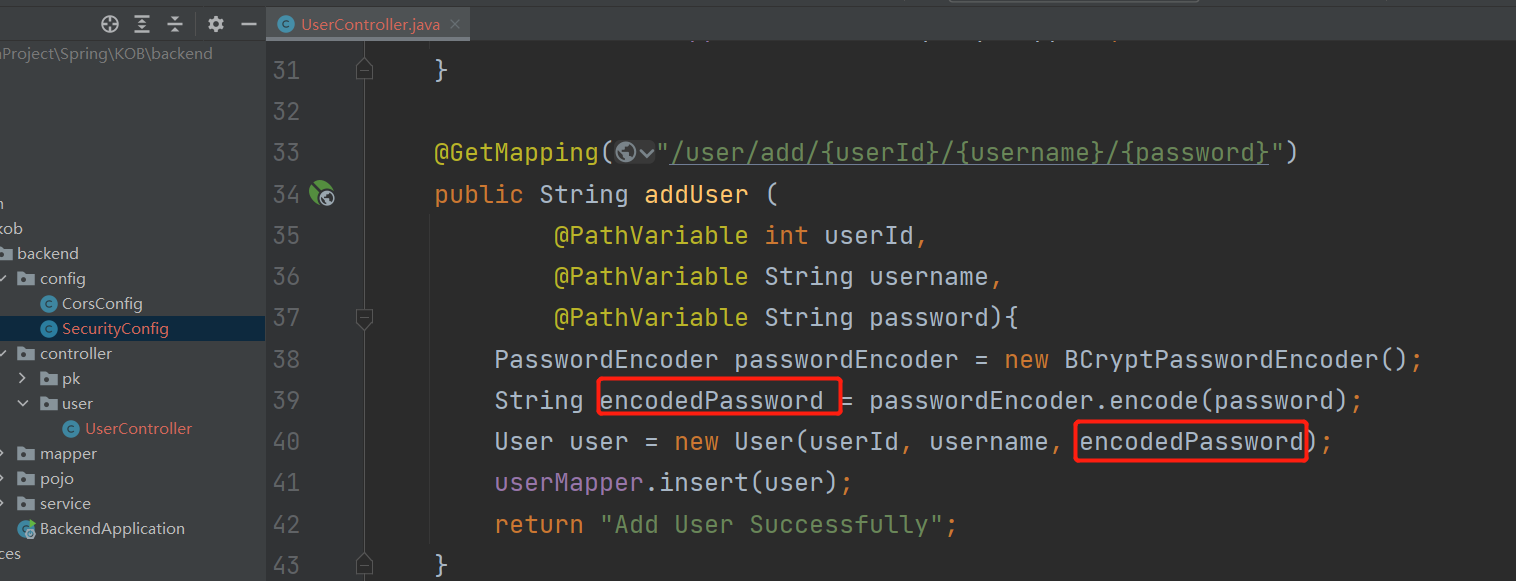 UserController.java
nProject\Spring\KOB\backend
kob
backend
config
CorsConfig
SecurityConfig
controller
pk
user
UserController
mapper
pojo
service
BackendApplication
ces
31 }
32
33 @GetMapping("/user/add/{userId}/{username}/{password}")
34 public String addUser (
35 @PathVariable int userId,
36 @PathVariable String username,
37 @PathVariable String password){
38 PasswordEncoder passwordEncoder = new BCryptPasswordEncoder();
39 String encodedPassword = passwordEncoder.encode(password);
40 User user = new User(userId, username, encodedPassword);
41 userMapper.insert(user);
42 return "Add User Successfully";
43 }